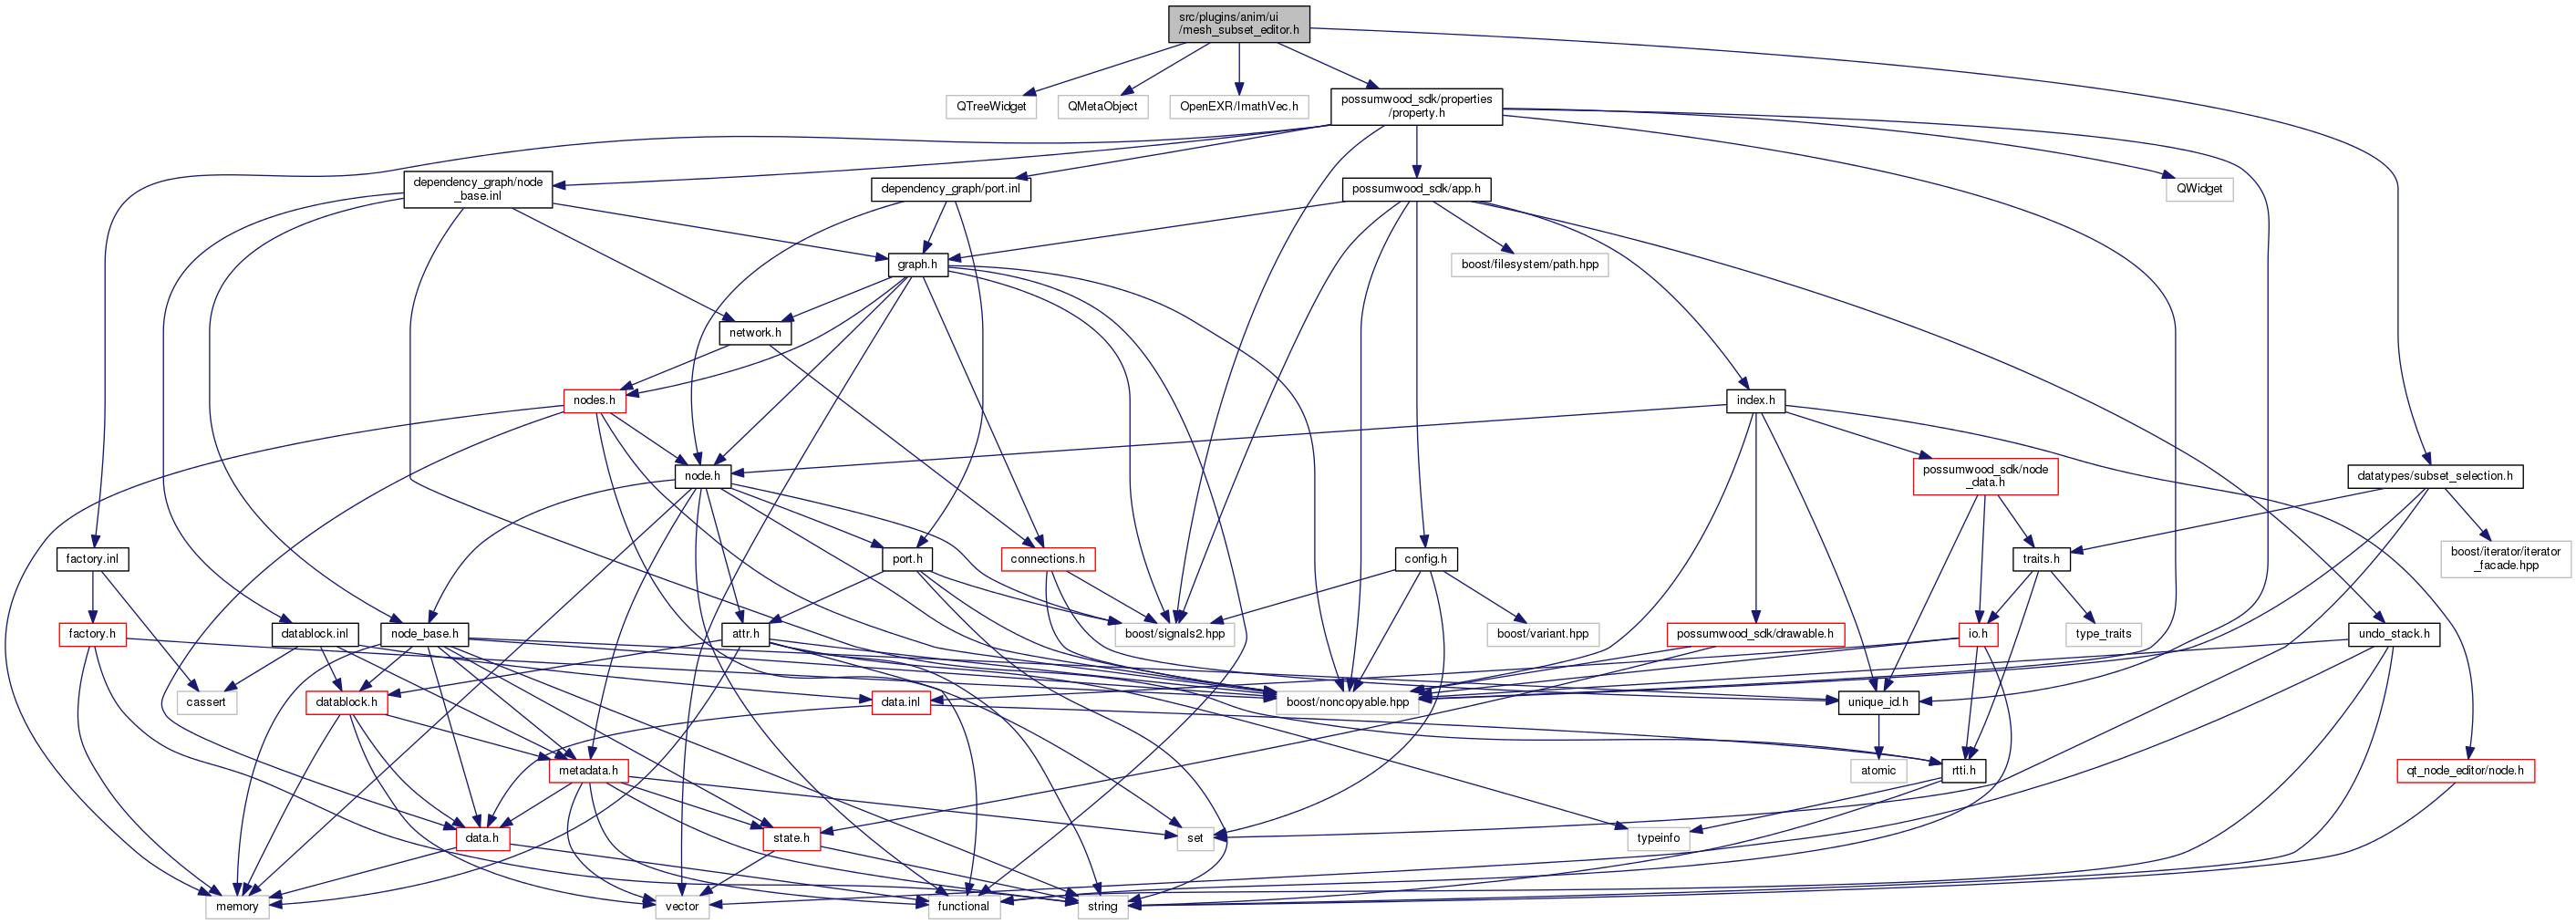 src/plugins/anim/ui
/mesh_subset_editor.h
QTreeWidget
QMetaObject
OpenEXR/ImathVec.h
possumwood_sdk/properties
/property.h
dependency_graph/node
_base.inl
dependency_graph/port.inl
possumwood_sdk/app.h
QWidget
graph.h
boost/filesystem/path.hpp
network.h
nodes.h
index.h
node.h
possumwood_sdk/node
_data.h
datatypes/subset_selection.h
factory.inl
port.h
connections.h
config.h
traits.h
boost/iterator/iterator
_facade.hpp
factory.h
datablock.inl
node_base.h
attr.h
boost/signals2.hpp
boost/variant.hpp
possumwood_sdk/drawable.h
io.h
type_traits
undo_stack.h
cassert
datablock.h
data.inl
boost/noncopyable.hpp
unique_id.h
metadata.h
atomic
rtti.h
qt_node_editor/node.h
data.h
state.h
set
typeinfo
memory
vector
functional
string